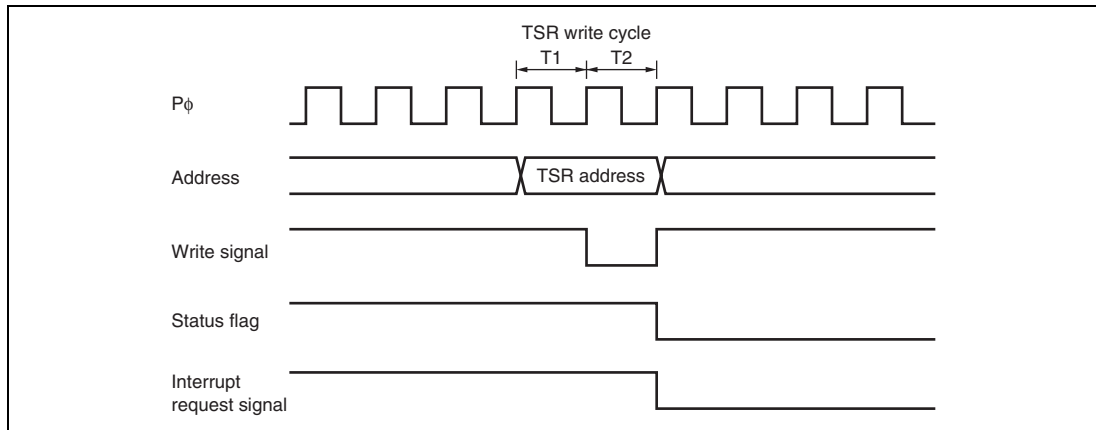 TSR write cycle
T1
T2
Pϕ
Address
TSR address
Write signal
Status flag
Interrupt
request signal